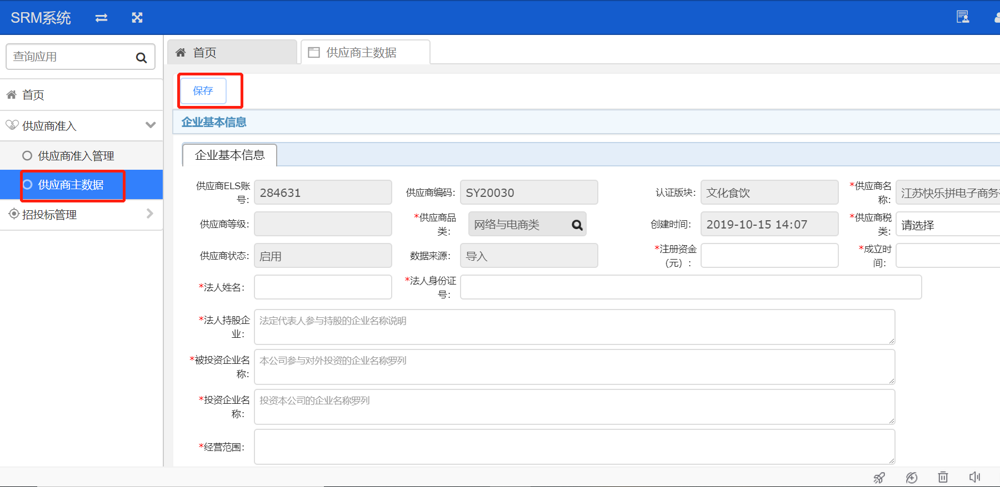 SRM系统
查询应用
首页
供应商准入
供应商准入管理
供应商主数据
招投标管理
首页
供应商主数据
保存
企业基本信息
企业基本信息
供应商ELS账
号:
284631
供应商编码:
SY20030
认证版块:
文化食饮
*供应商名
称:
江苏快乐拼电子商务
供应商等级:
*供应商品
类:
网络与电商类
创建时间:
2019-10-15 14:07
*供应商税
类:
请选择
供应商状态:
启用
数据来源:
导入
*注册资金
（元）:
*成立时
间:
*法人姓名:
*法人身份证
号:
*法人持股企
业:
法定代表人参与持股的企业名称说明
*被投资企业名
称:
本公司参与对外投资的企业名称罗列
*投资企业名
称:
投资本公司的企业名称罗列
*经营范围: